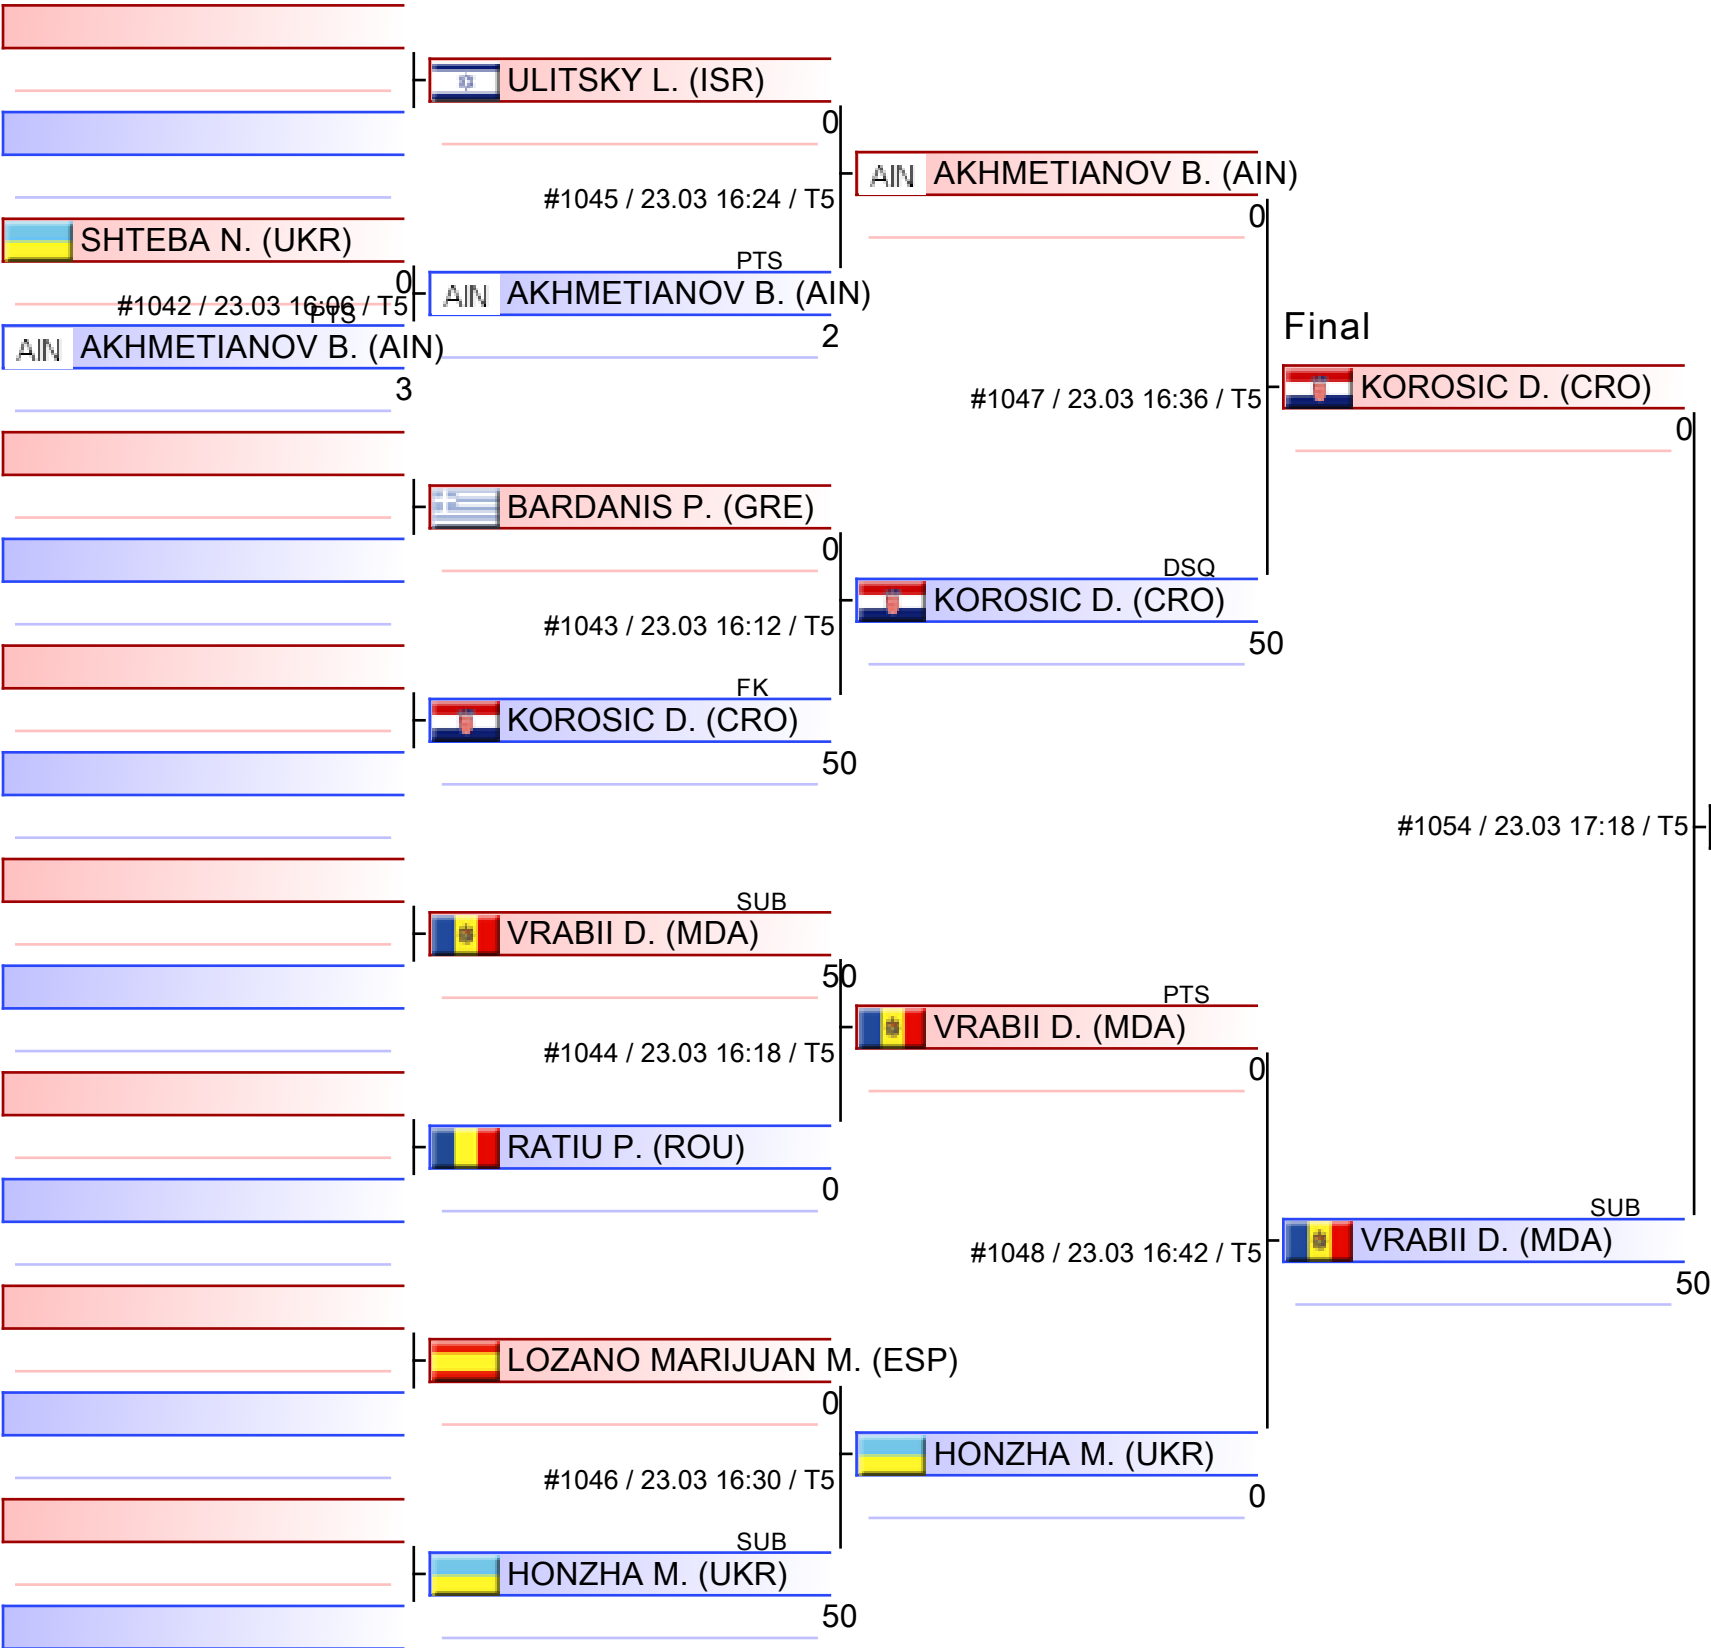 ULITSKY L. (ISR)
0
#1045 / 23.03 16:24 / T5
AIN AKHMETIANOV B. (AIN)
0
SHTEBA N. (UKR)
0
#1042 / 23.03 16:06 / T5
PTS
AIN AKHMETIANOV B. (AIN)
3
PTS
AIN AKHMETIANOV B. (AIN)
2
Final
#1047 / 23.03 16:36 / T5
KOROSIC D. (CRO)
0
BARDANIS P. (GRE)
0
#1043 / 23.03 16:12 / T5
DSQ
KOROSIC D. (CRO)
50
FK
KOROSIC D. (CRO)
50
#1054 / 23.03 17:18 / T5
SUB
VRABII D. (MDA)
50
#1044 / 23.03 16:18 / T5
PTS
VRABII D. (MDA)
0
RATIU P. (ROU)
0
#1048 / 23.03 16:42 / T5
SUB
VRABII D. (MDA)
50
LOZANO MARIJUAN M. (ESP)
0
#1046 / 23.03 16:30 / T5
HONZHA M. (UKR)
0
SUB
HONZHA M. (UKR)
50